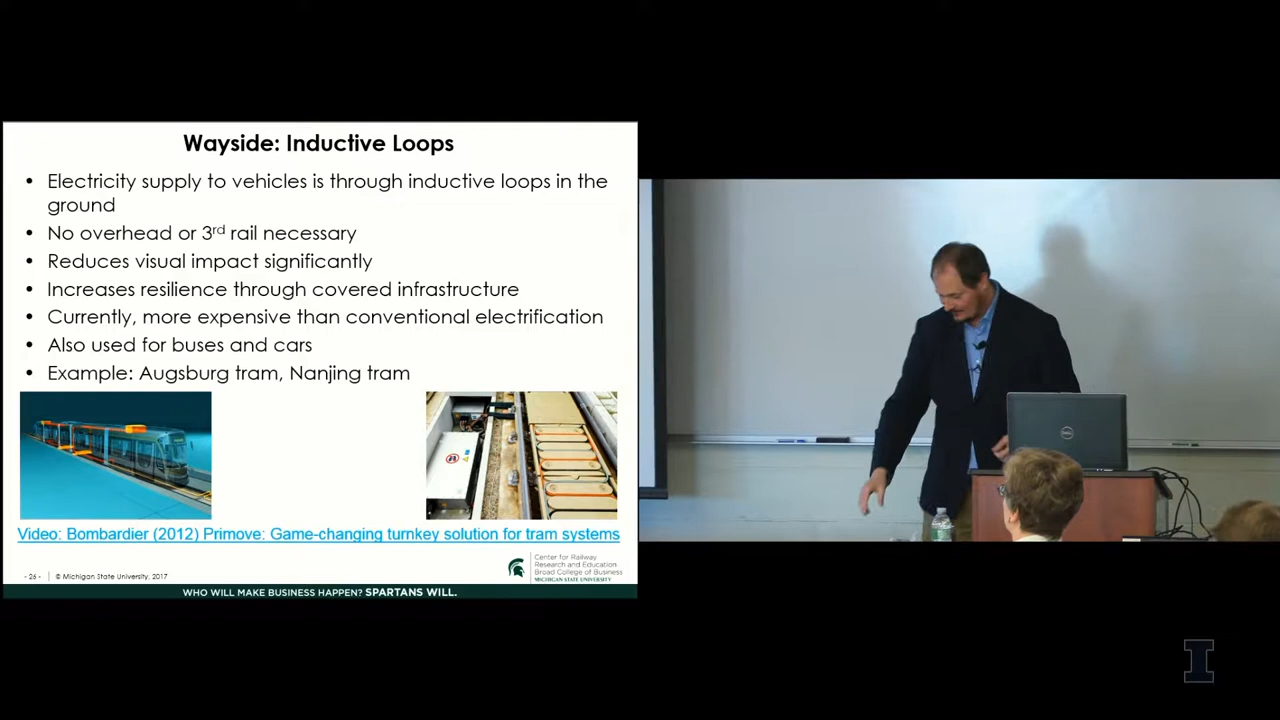 Wayside: Inductive Loops
• Electricity supply to vehicles is through inductive loops in the
ground
• No overhead or 3rd rail necessary
• Reduces visual impact significantly
• Increases resilience through covered infrastructure
• Currently, more expensive than conventional electrification
• Also used for buses and cars
• Example: Augsburg tram, Nanjing tram
Video: Bombardier (2012) Primove: Game-changing turnkey solution for tram systems
- 26 - | © Michigan State University, 2017
Center for Railway
Research and Education
Broad College of Business
MICHIGAN STATE UNIVERSITY
WHO WILL MAKE BUSINESS HAPPEN? SPARTANS WILL.
DELL
I